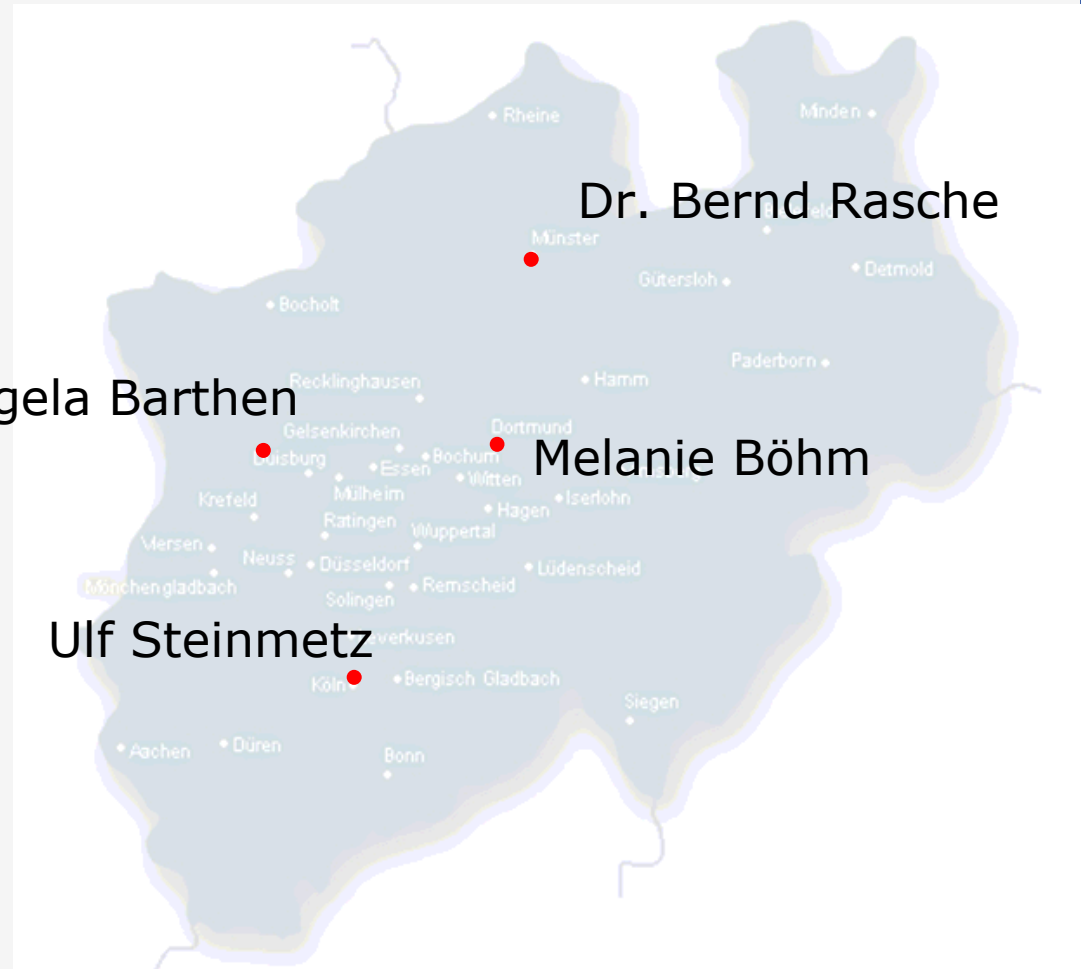 Rheine
Minden
Dr. Bernd Rasche
Münster
Detmold
Gütersloh
Bocholt
Paderborn
Hamm
Recklinghausen
gela Barthen
Dortmund
Gelsenkirchen
Melanie Böhm
Bochum
Duisburg
Essen
Witten
Mülheim
Iserlohn
Krefeld
Hagen
Ratingen
Wuppertal
Viersen
Neuss
Düsseldorf
Lüdenscheid
Mönchengladbach
Remscheid
Solingen
Ulf Steinmetz
everkusen
Köln
Bergisch Gladbach
Siegen
Aachen
Düren
Bonn